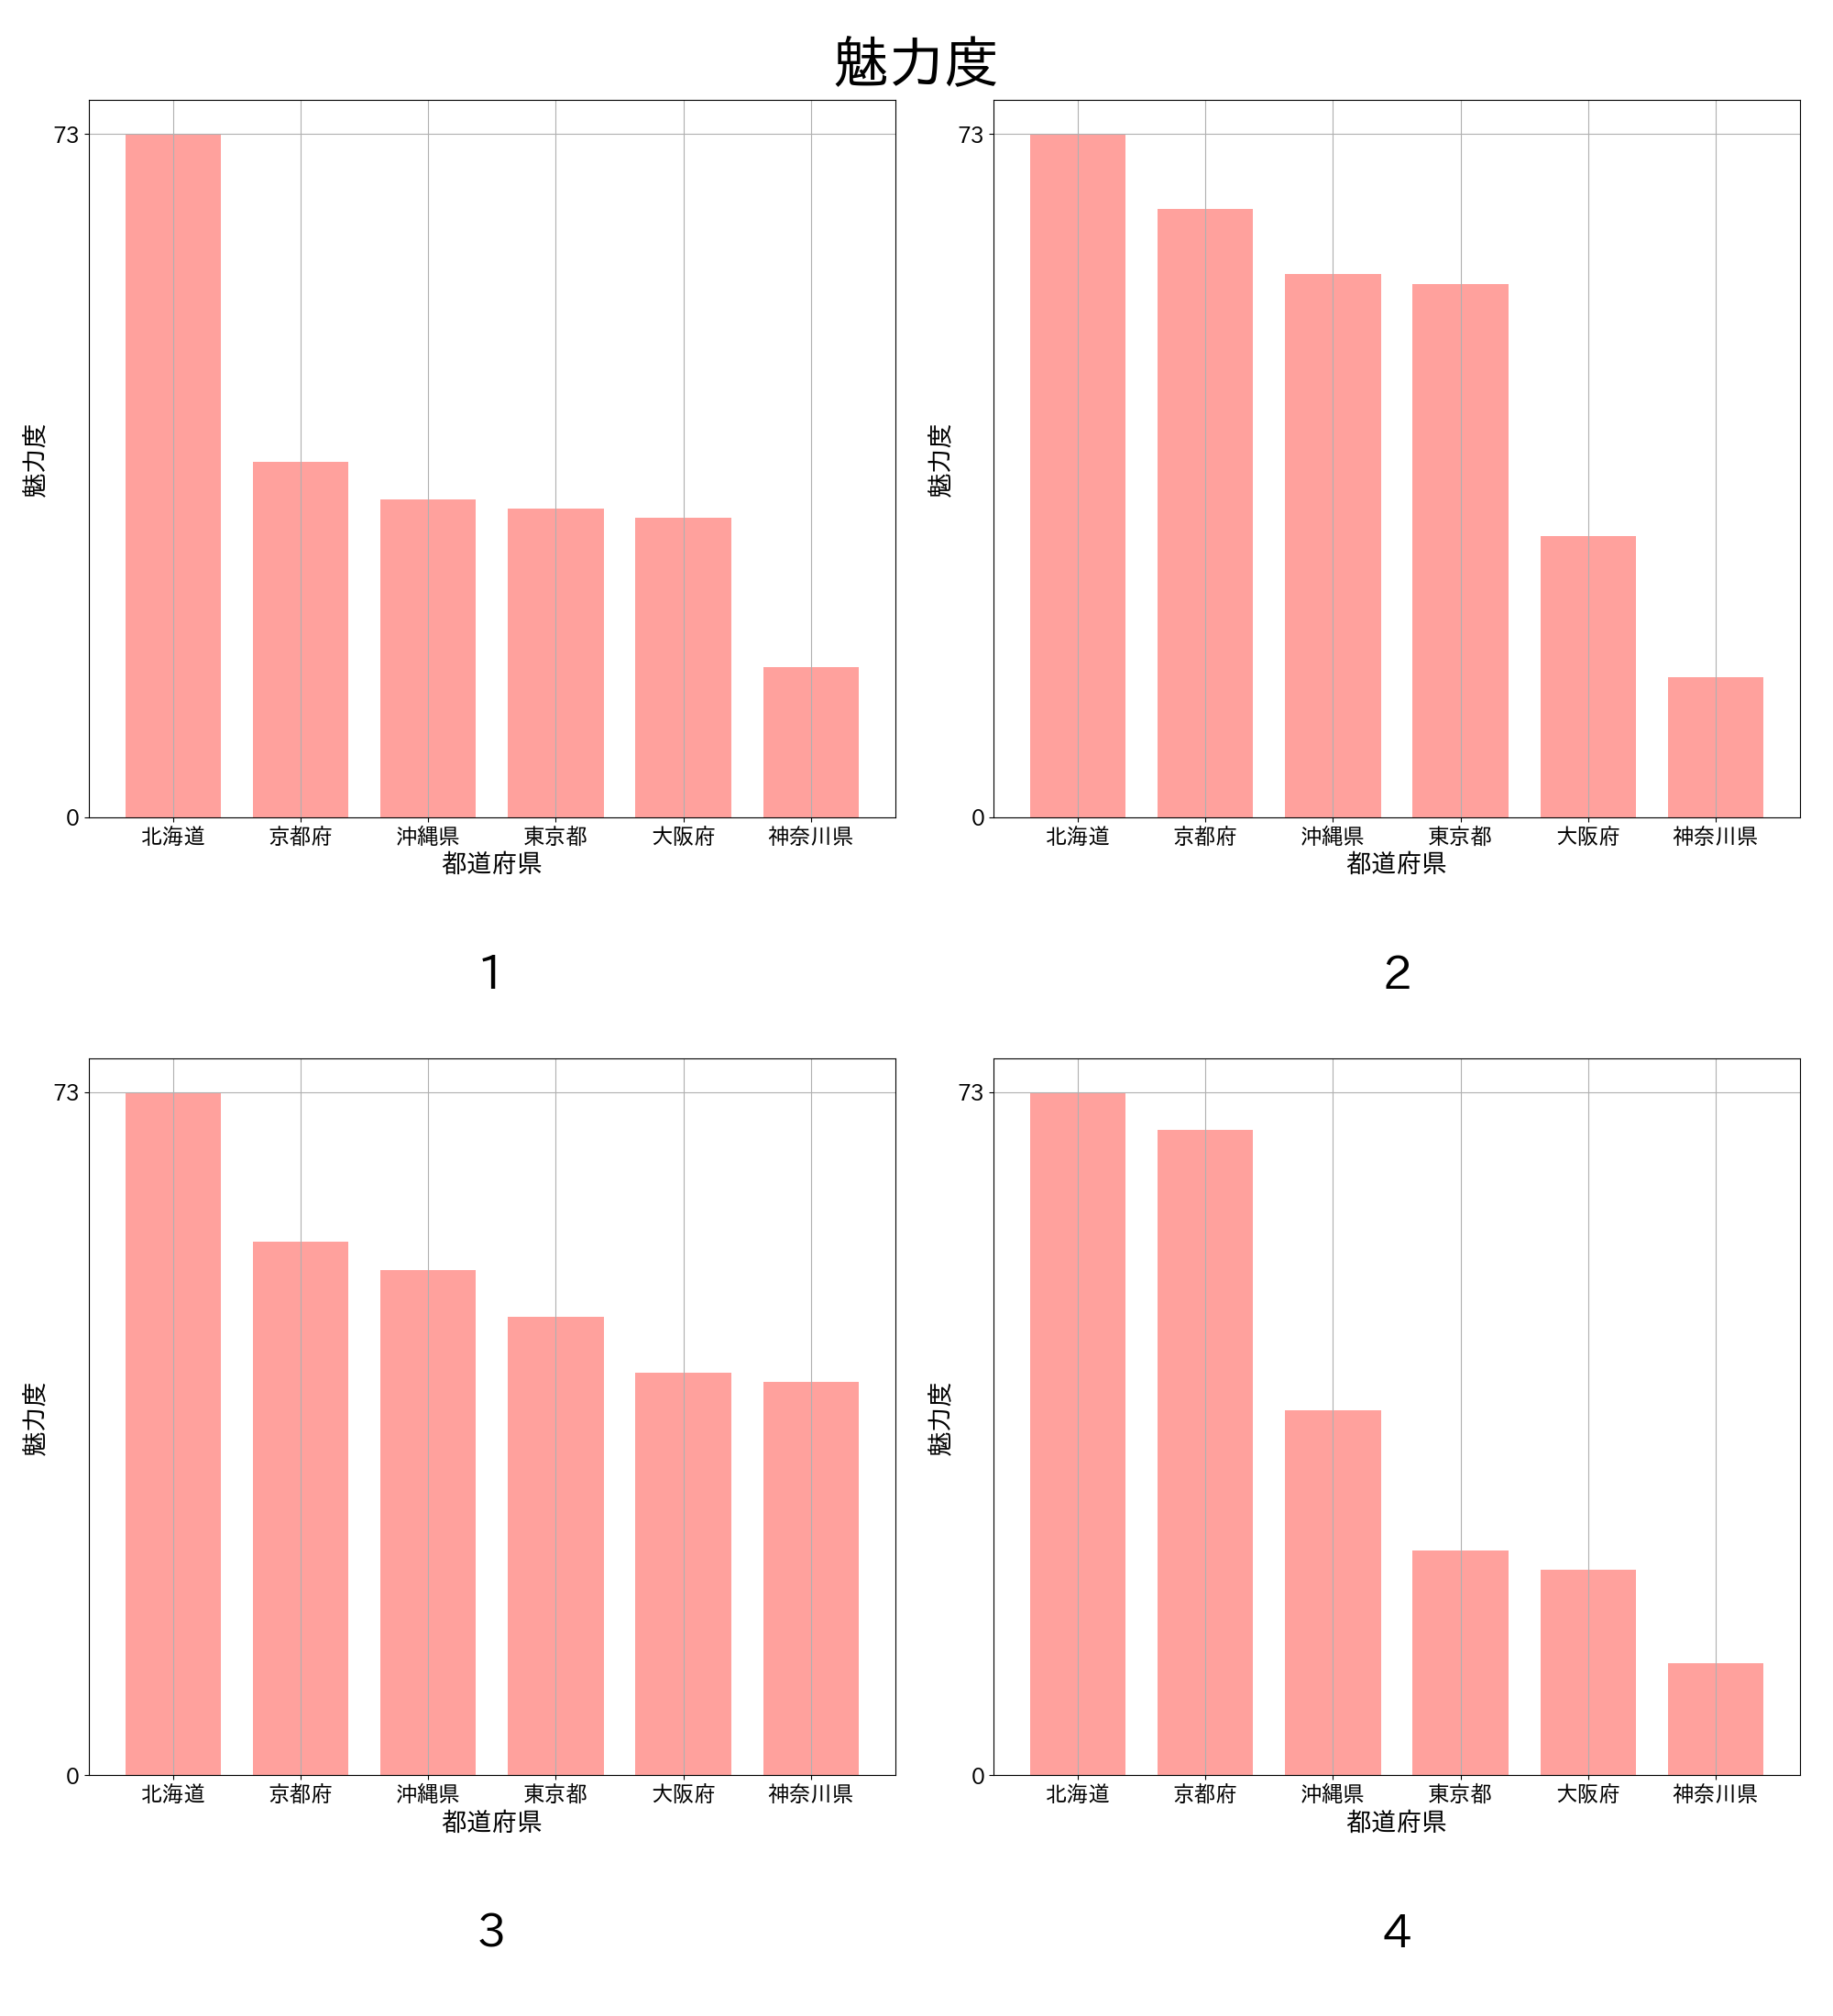 魅力度
73
0
魅力度
北海道 京都府 沖縄県 東京都 大阪府 神奈川県
都道府県
1
73
0
魅力度
北海道 京都府 沖縄県 東京都 大阪府 神奈川県
都道府県
2
73
0
魅力度
北海道 京都府 沖縄県 東京都 大阪府 神奈川県
都道府県
3
73
0
魅力度
北海道 京都府 沖縄県 東京都 大阪府 神奈川県
都道府県
4